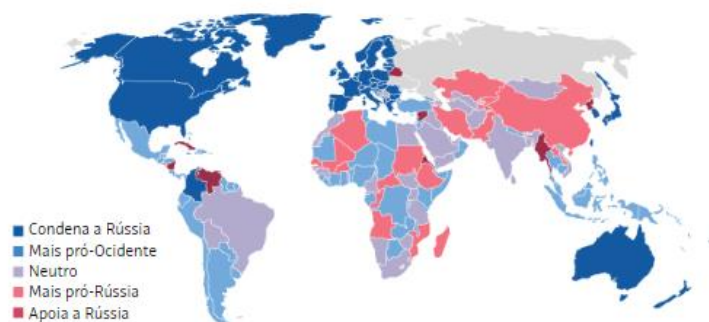 Condena a Rússia
Mais pró-Ocidente
Neutro
Mais pró-Rússia
Apoia a Rússia